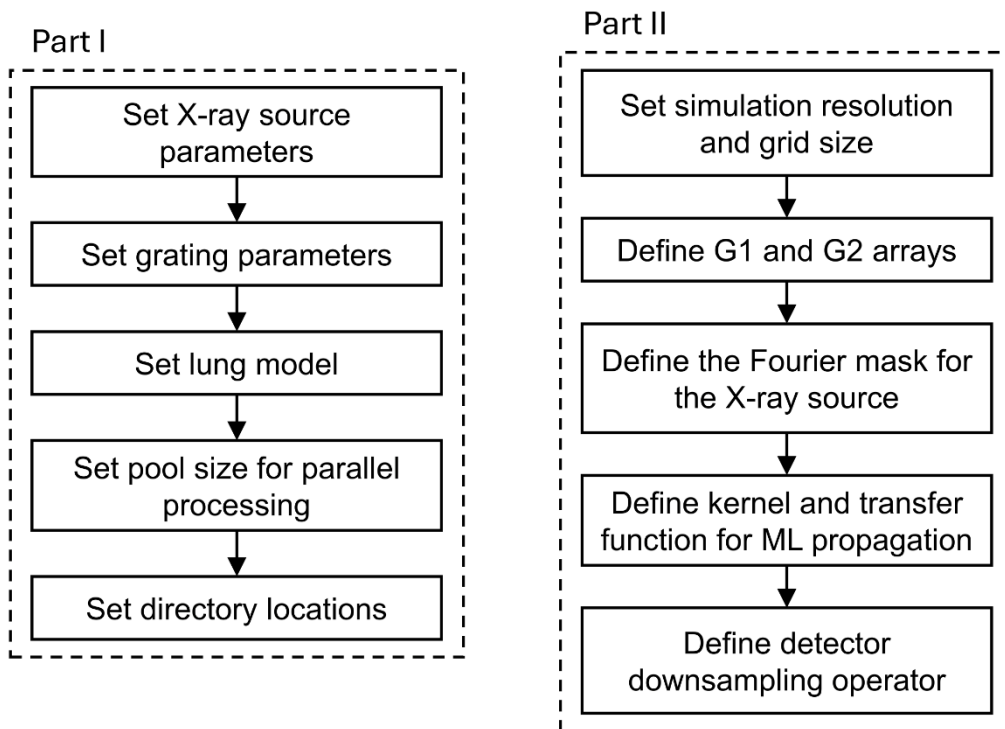 Part I
Set X-ray source
parameters
Set grating parameters
Set lung model
Set pool size for parallel
processing
Set directory locations
Part II
Set simulation resolution
and grid size
Define G1 and G2 arrays
Define the Fourier mask for
the X-ray source
Define kernel and transfer
function for ML propagation
Define detector
downsampling operator